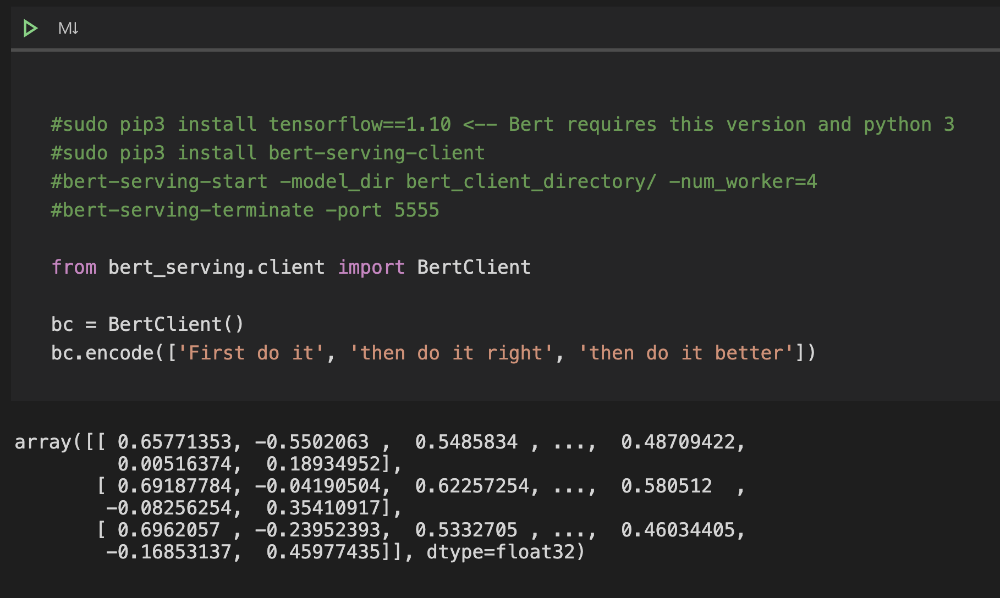 M↓
#sudo pip3 install tensorflow==1.10 <-- Bert requires this version and python 3
#sudo pip3 install bert-serving-client
#bert-serving-start -model_dir bert_client_directory/ -num_worker=4
#bert-serving-terminate -port 5555
from bert_serving.client import BertClient
bc = BertClient()
bc.encode(['First do it', 'then do it right', 'then do it better'])
array([[ 0.65771353, -0.5502063 ,  0.5485834 , ...,  0.48709422,
         0.00516374,  0.18934952],
       [ 0.69187784, -0.04190504,  0.62257254, ...,  0.580512  ,
        -0.08256254,  0.35410917],
       [ 0.6962057 , -0.23952393,  0.5332705 , ...,  0.46034405,
        -0.16853137,  0.45977435]], dtype=float32)